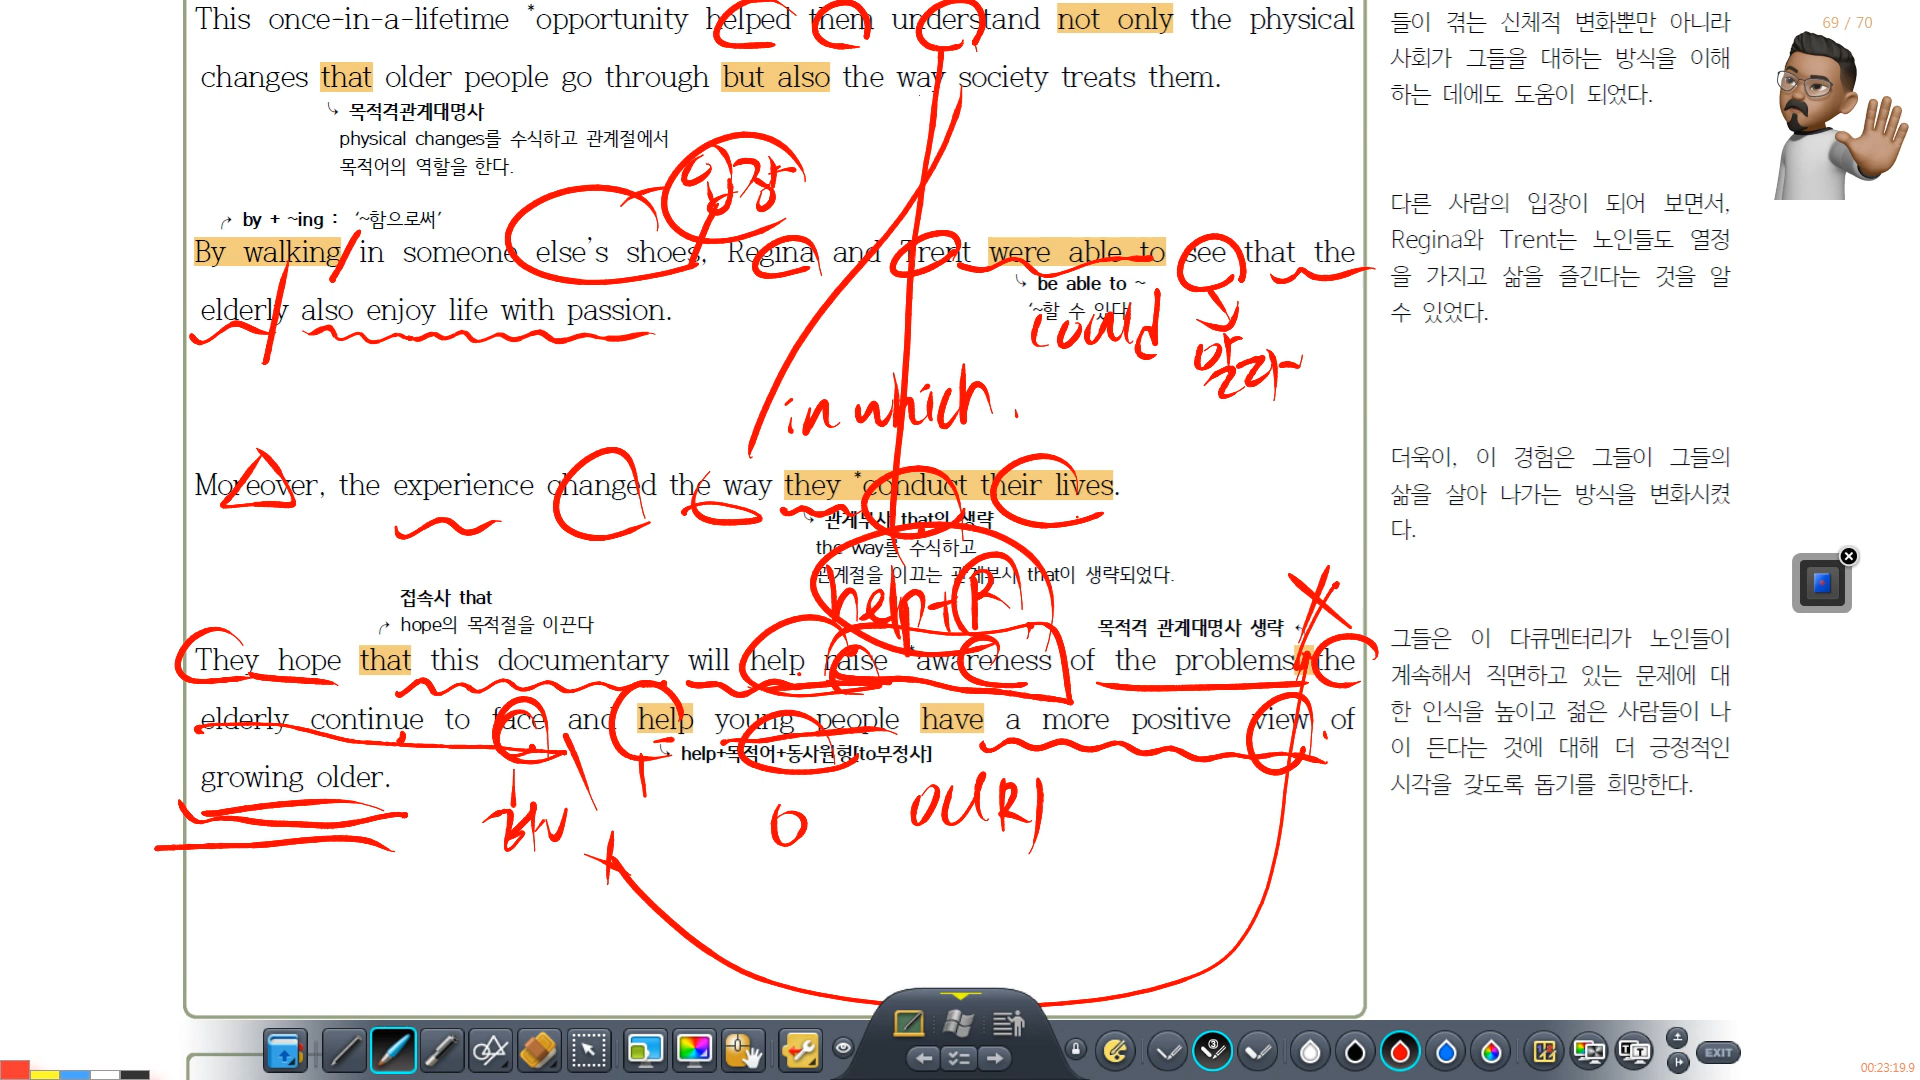 This once-in-a-lifetime *opportunity helped them understand not only the physical
changes that older people go through but also the way society treats them.
목적격관계대명사
physical changes를 수식하고 관계절에서
목적어의 역할을 한다.
입장
by + ~ing : '~함으로써'
By walking in someone else's shoes, Regina and Trent were able to see that the
be able to ~
'~할 수 있다'
could
알다
elderly also enjoy life with passion.
in which.
Moreover, the experience changed the way they *conduct their lives.
관계부사 that의 생략
the way를 수식하고
관계절을 이끄는 관계부사 that이 생략되었다.
help+R
접속사 that
hope의 목적절을 이끈다
목적격 관계대명사 생략
They hope that this documentary will help raise *awareness of the problems the
elderly continue to face and help young people have a more positive view of
help+목적어+동사원형[to부정사]
growing older.
O
OC(R)
들이 겪는 신체적 변화뿐만 아니라
사회가 그들을 대하는 방식을 이해
하는 데에도 도움이 되었다.
다른 사람의 입장이 되어 보면서,
Regina와 Trent는 노인들도 열정
을 가지고 삶을 즐긴다는 것을 알
수 있었다.
더욱이, 이 경험은 그들이 그들의
삶을 살아 나가는 방식을 변화시켰
다.
그들은 이 다큐멘터리가 노인들이
계속해서 직면하고 있는 문제에 대
한 인식을 높이고 젊은 사람들이 나
이 든다는 것에 대해 더 긍정적인
시각을 갖도록 돕기를 희망한다.
69 / 70
EXIT
00:23:19.9